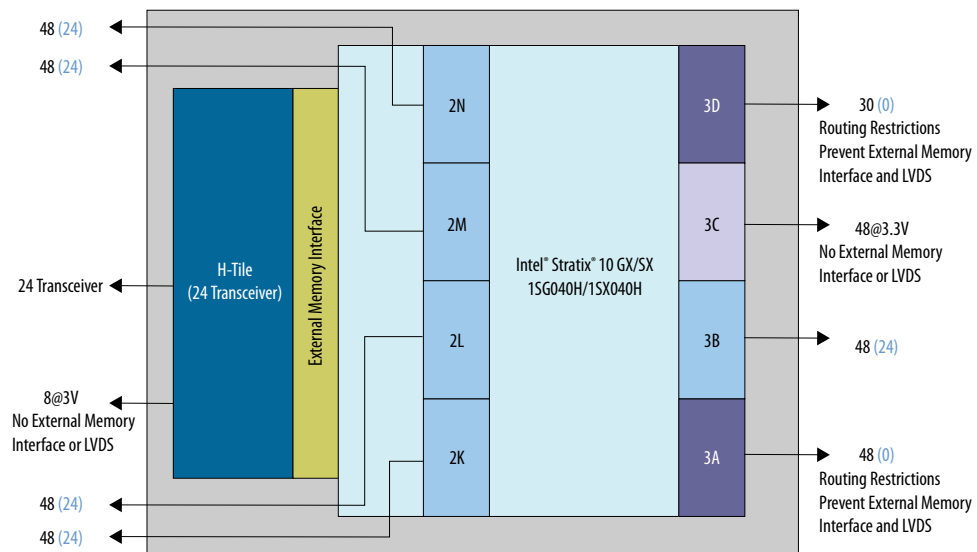 48 (24)
48 (24)
24 Transceiver
8@3V
No External Memory
Interface or LVDS
48 (24)
48 (24)
H-Tile
(24 Transceiver)
External Memory Interface
2N
2M
2L
2K
Intel® Stratix® 10 GX/SX
1SG040H/1SX040H
3D
3C
3B
3A
30 (0)
Routing Restrictions
Prevent External Memory
Interface and LVDS
48@3.3V
No External Memory
Interface or LVDS
48 (24)
48 (0)
Routing Restrictions
Prevent External Memory
Interface and LVDS